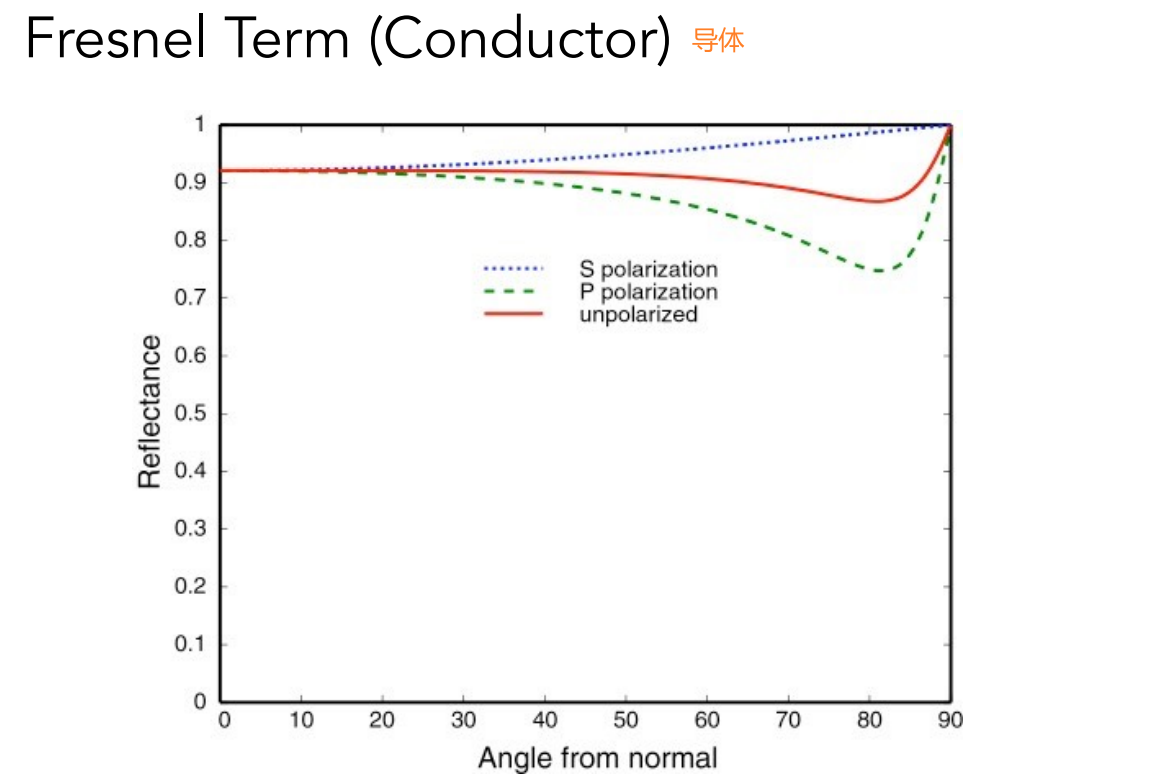 Fresnel Term (Conductor) 导体
1
0.9
0.8
0.7
0.6
0.5
0.4
0.3
0.2
0.1
0
Reflectance
S polarization
P polarization
unpolarized
0 10 20 30 40 50 60 70 80 90
Angle from normal